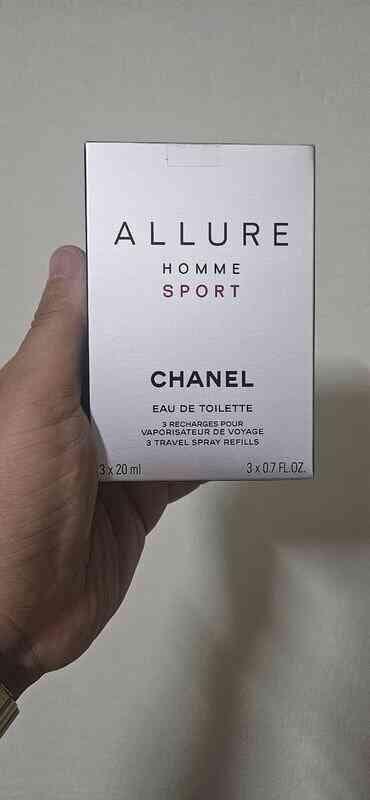 ALLURE
HOMME
SPORT
CHANEL
EAU DE TOILETTE
3 RECHARGES POUR
VAPORISATEUR DE VOYAGE
3 TRAVEL SPRAY REFILLS
3 x 20 ml 3 x 0.7 FL.OZ.